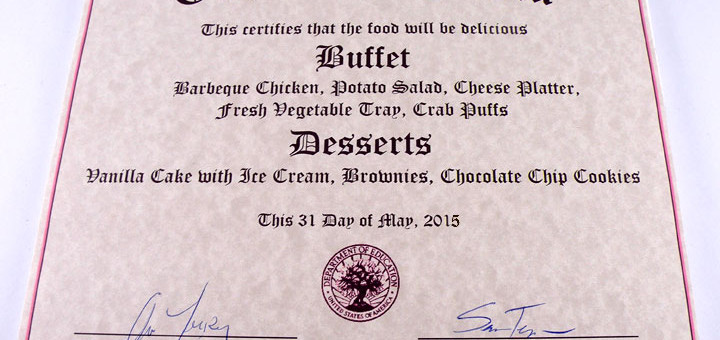 This certifies that the food will be delicious
Buffet
Barbeque Chicken, Potato Salad, Cheese Platter,
Fresh Vegetable Tray, Crab Puffs
Desserts
Vanilla Cake with Ice Cream, Brownies, Chocolate Chip Cookies
This 31 Day of May, 2015
DEPARTMENT OF EDUCATION
UNITED STATES OF AMERICA